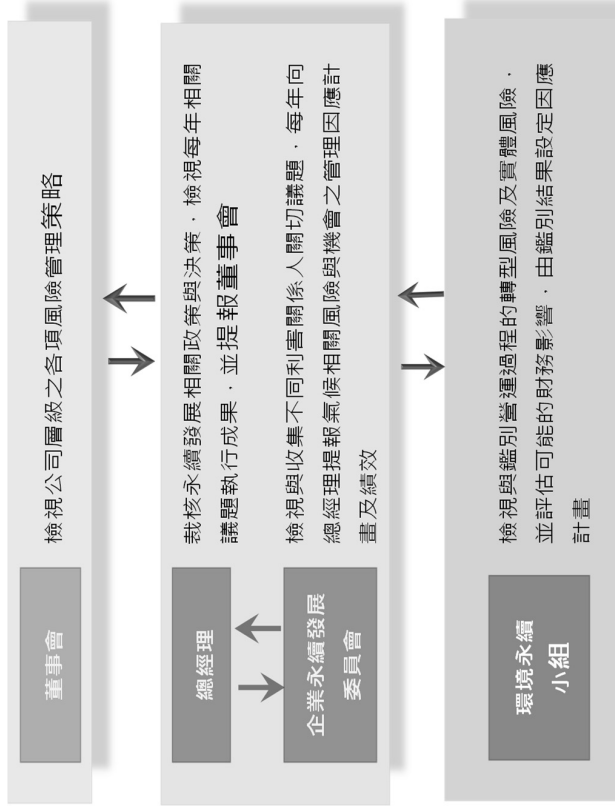 董事會
檢視公司層級之各項風險管理策略
總經理
裁核永續發展相關政策與決策，檢視每年相關
議題執行成果，並提報董事會
企業永續發展
委員會
檢視與收集不同利害關係人關切議題，每年向
總經理提報氣候相關風險與機會之管理因應計
畫及績效
環境永續
小組
檢視與鑑別營運過程的轉型風險及實體風險，
並評估可能的財務影響，由鑑別結果設定因應
計畫